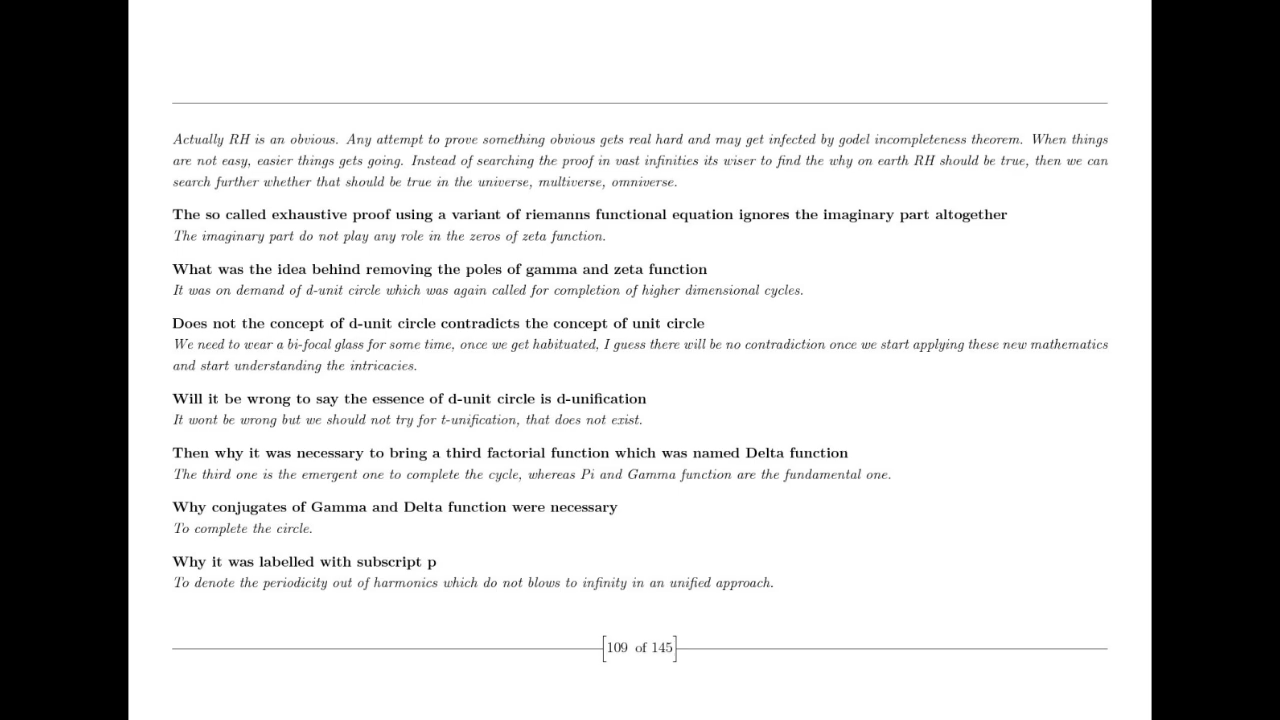 Actually RH is an obvious. Any attempt to prove something obvious gets real hard and may get infected by godel incompleteness theorem. When things
are not easy, easier things gets going. Instead of searching the proof in vast infinities its wiser to find the why on earth RH should be true, then we can
search further whether that should be true in the universe, multiverse, omniverse.
The so called exhaustive proof using a variant of riemanns functional equation ignores the imaginary part altogether
The imaginary part do not play any role in the zeros of zeta function.
What was the idea behind removing the poles of gamma and zeta function
It was on demand of d-unit circle which was again called for completion of higher dimensional cycles.
Does not the concept of d-unit circle contradicts the concept of unit circle
We need to wear a bi-focal glass for some time, once we get habituated, I guess there will be no contradiction once we start applying these new mathematics
and start understanding the intricacies.
Will it be wrong to say the essence of d-unit circle is d-unification
It wont be wrong but we should not try for t-unification, that does not exist.
Then why it was necessary to bring a third factorial function which was named Delta function
The third one is the emergent one to complete the cycle, whereas Pi and Gamma function are the fundamental one.
Why conjugates of Gamma and Delta function were necessary
To complete the circle.
Why it was labelled with subscript p
To denote the periodicity out of harmonics which do not blows to infinity in an unified approach.
[109 of 145]